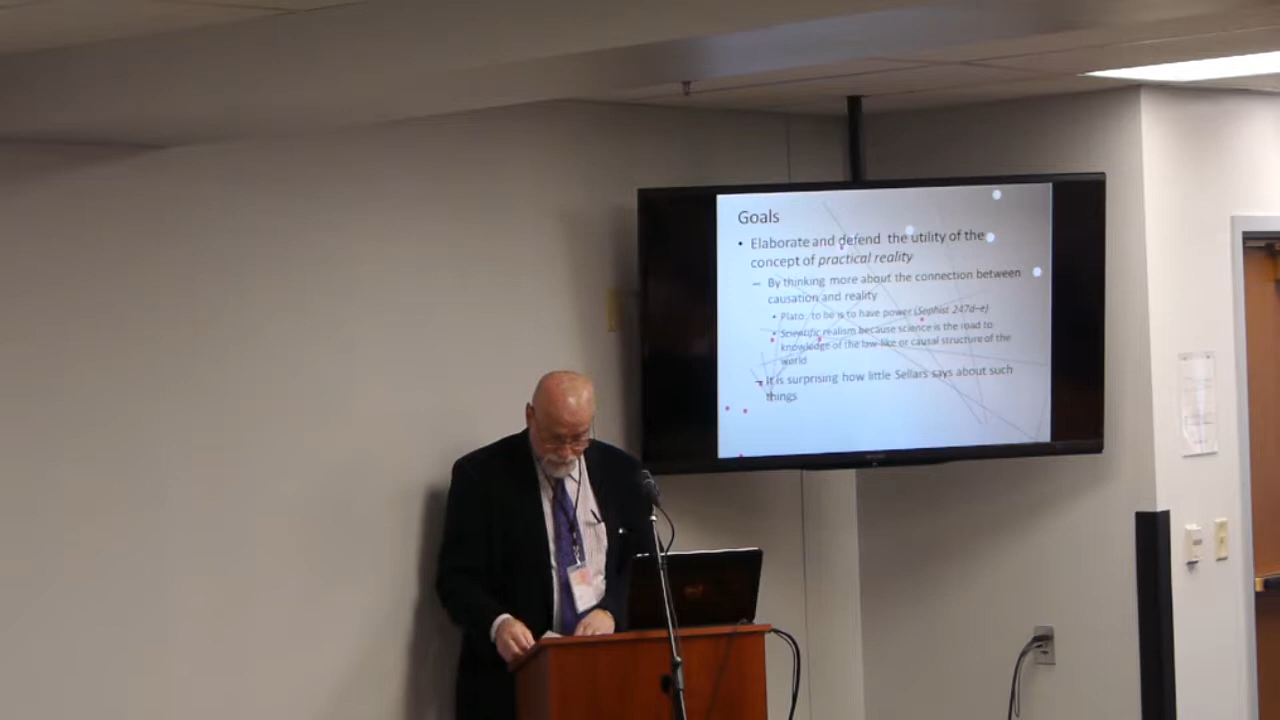 Goals
• Elaborate and defend the utility of the
concept of practical reality
– By thinking more about the connection between
causation and reality
• Plato: to be is to have power (Sophist 247d–e)
• Scientific realism because science is the road to
knowledge of the law-like or causal structure of the
world
– It is surprising how little Sellars says about such
things